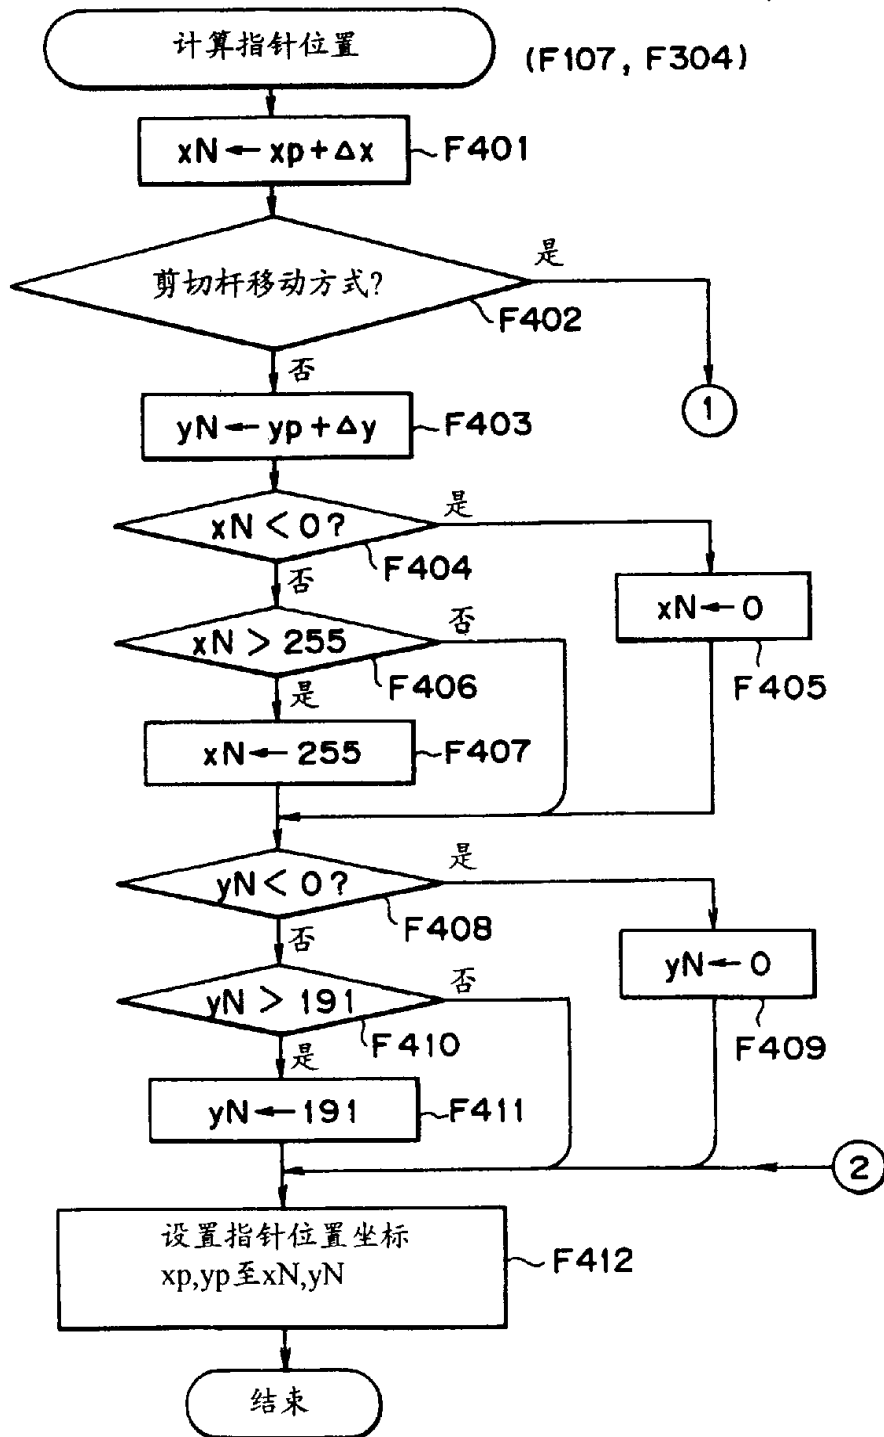 计算指针位置
(F107, F304)
xN←xp+Δx
F401
剪切杆移动方式?
是
F402
否
1
yN←yp+Δy
F403
xN<0?
是
F404
否
xN←0
F405
xN>255
否
F406
是
xN←255
F407
yN<0?
是
F408
否
yN←0
F409
yN>191
否
F410
是
yN←191
F411
2
设置指针位置坐标
xp,yp至xN,yN
F412
结束